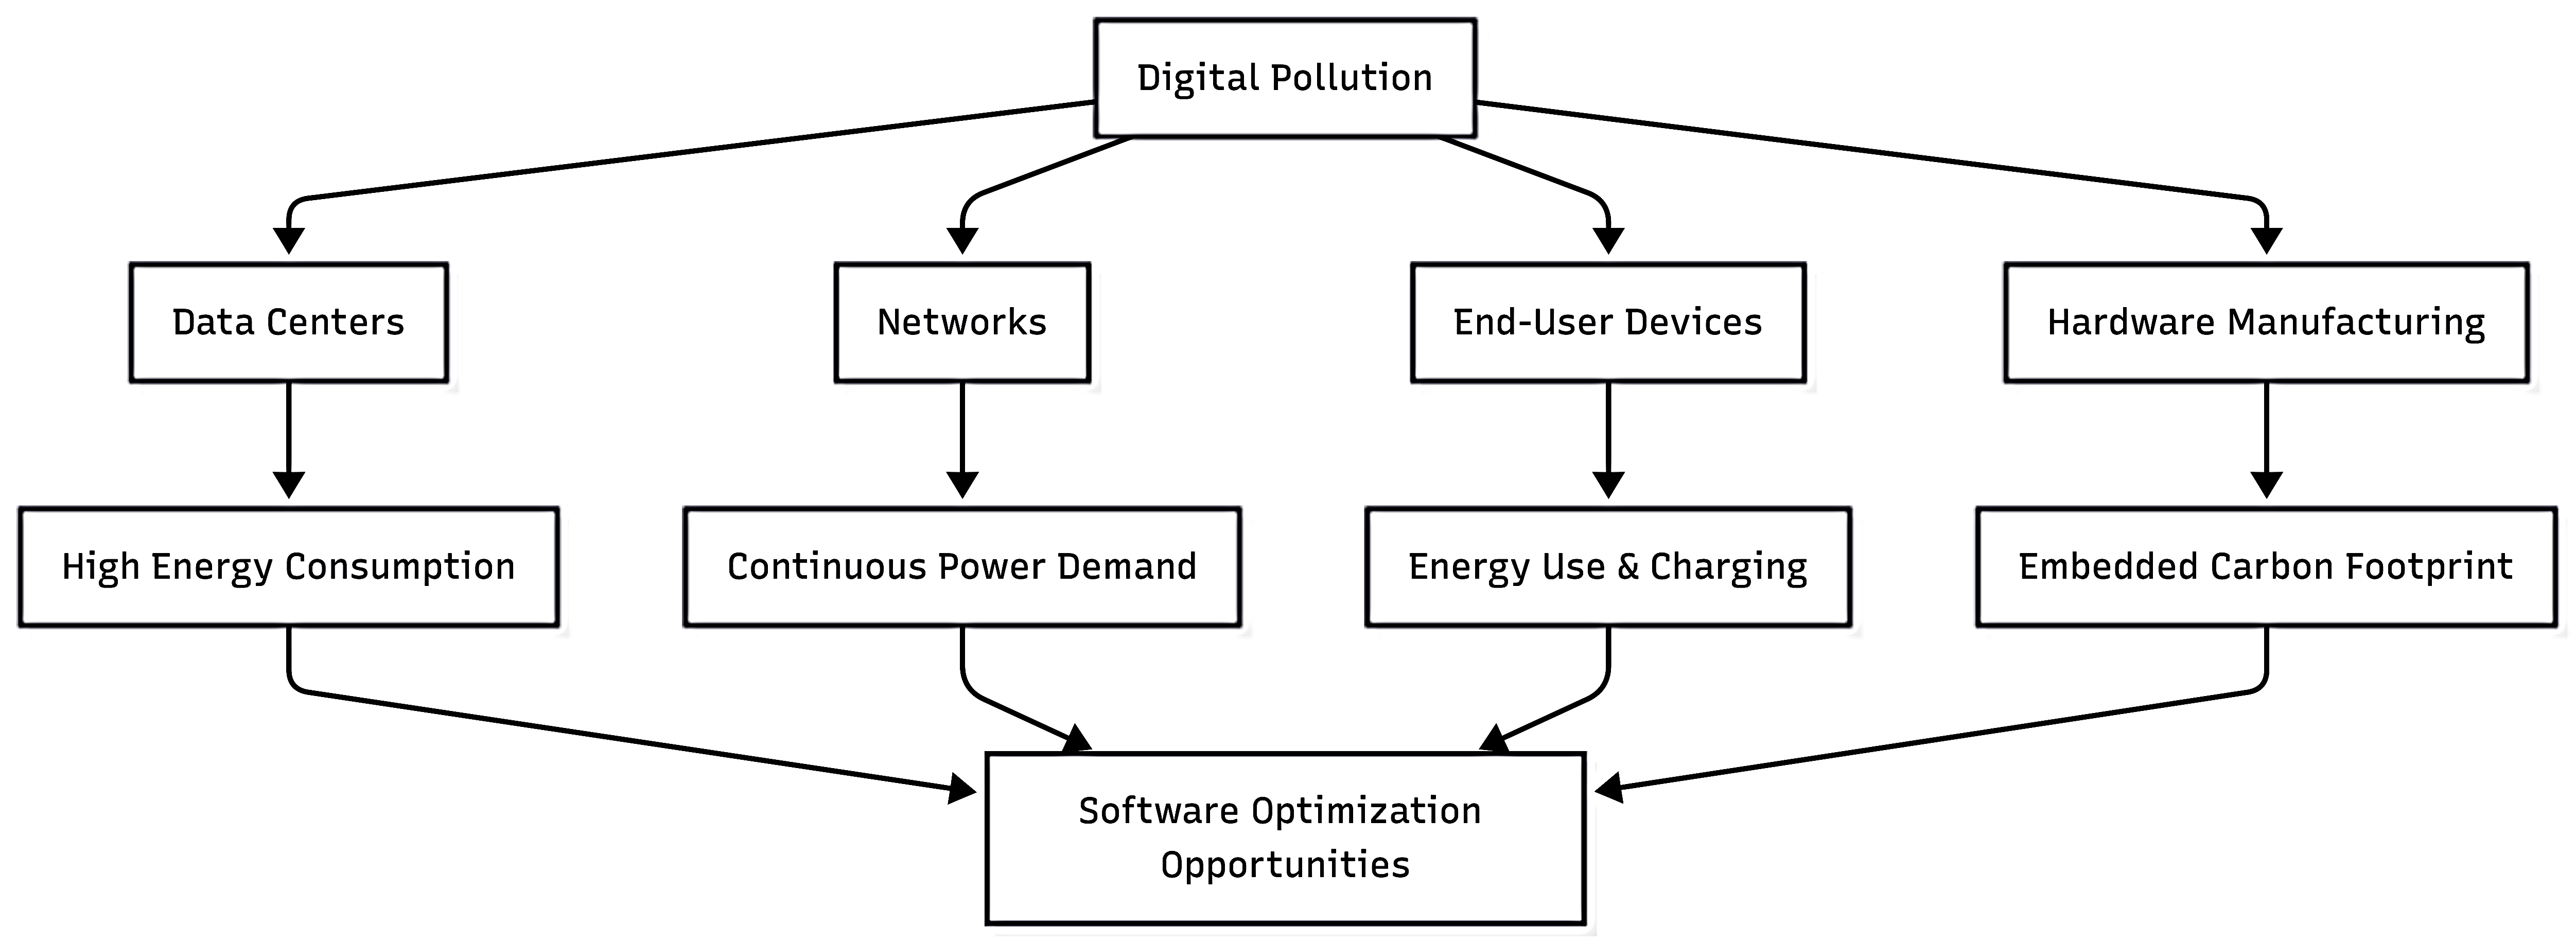 Digital Pollution
Data Centers
Networks
End-User Devices
Hardware Manufacturing
High Energy Consumption
Continuous Power Demand
Energy Use & Charging
Embedded Carbon Footprint
Software Optimization
Opportunities